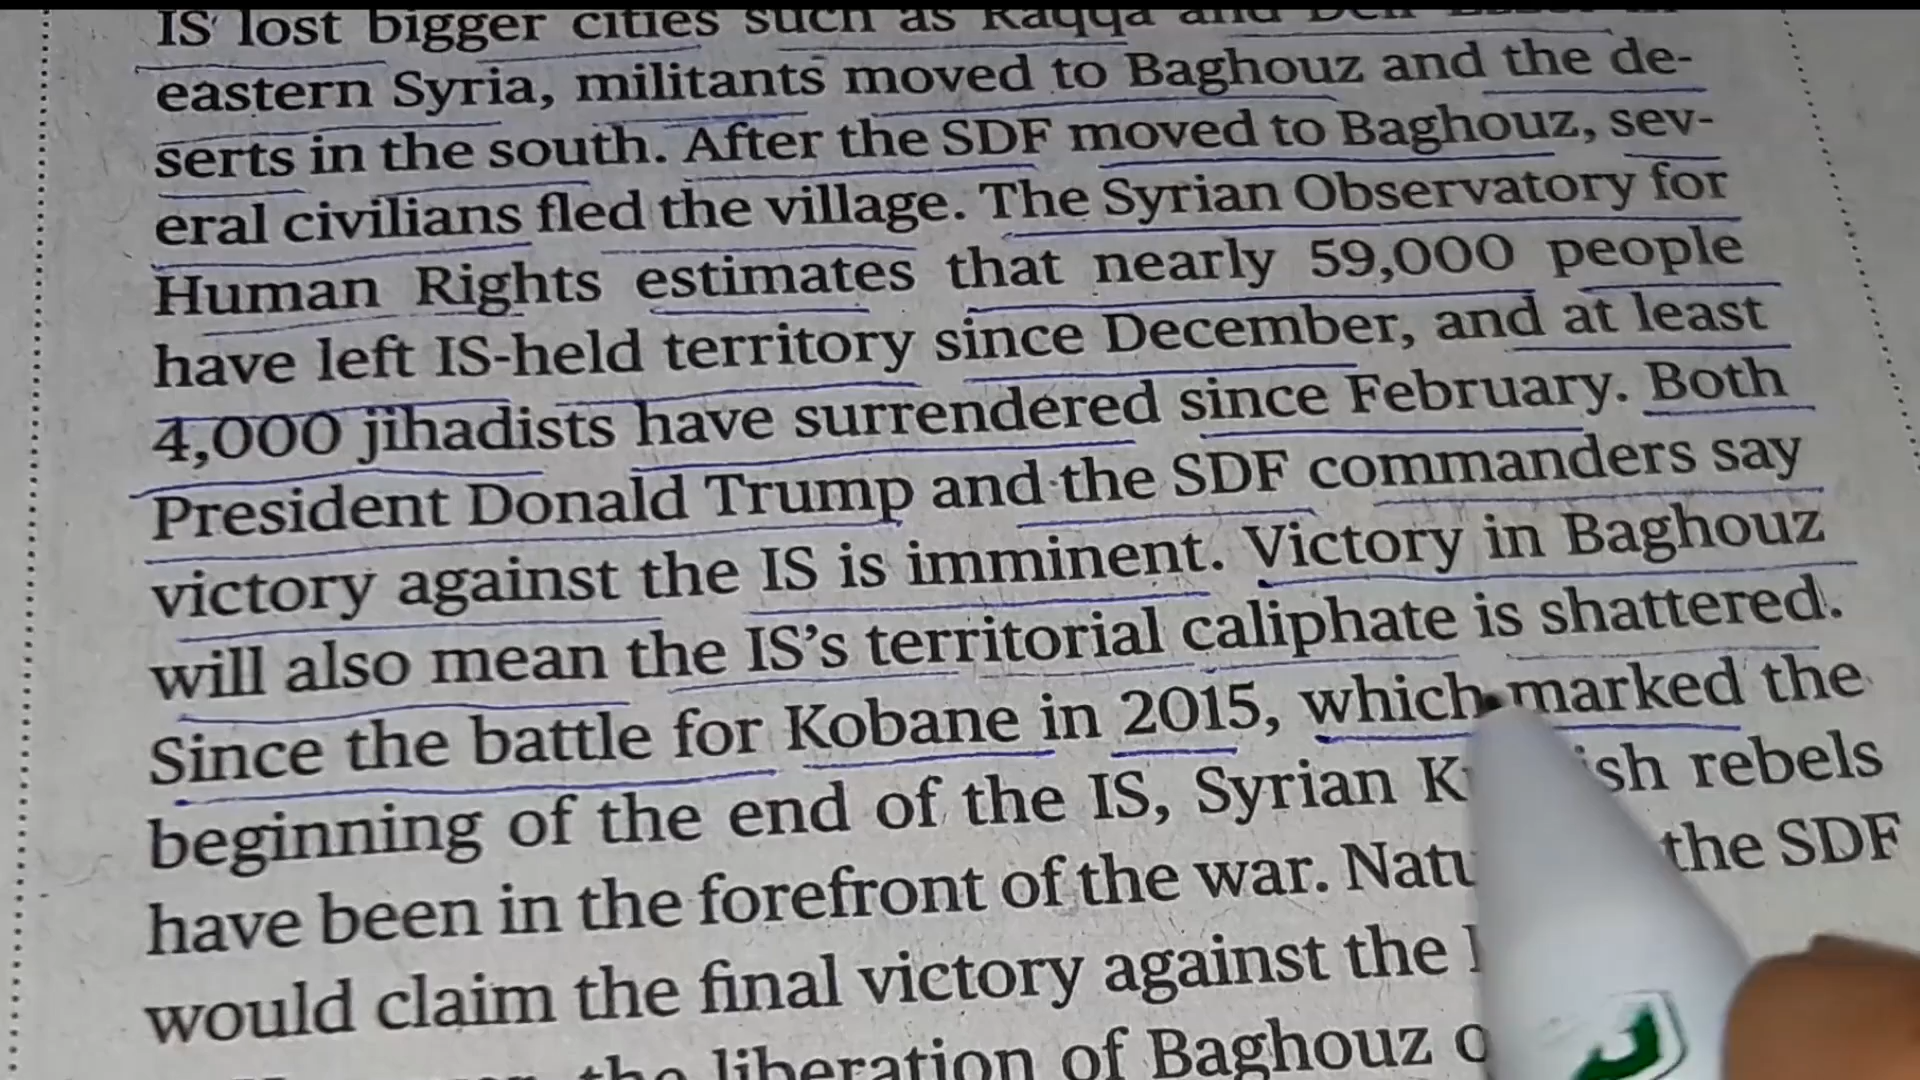 IS lost bigger cities such as Raqqa and Deir
eastern Syria, militants moved to Baghouz and the de-
serts in the south. After the SDF moved to Baghouz, sev-
eral civilians fled the village. The Syrian Observatory for
Human Rights estimates that nearly 59,000 people
have left IS-held territory since December, and at least
4,000 jihadists have surrendered since February. Both
President Donald Trump and the SDF commanders say
victory against the IS is imminent. Victory in Baghouz
will also mean the IS's territorial caliphate is shattered.
Since the battle for Kobane in 2015, which marked the
beginning of the end of the IS, Syrian rebels
have been in the forefront of the war. the SDF
would claim the final victory against the
the liberation of Baghouz